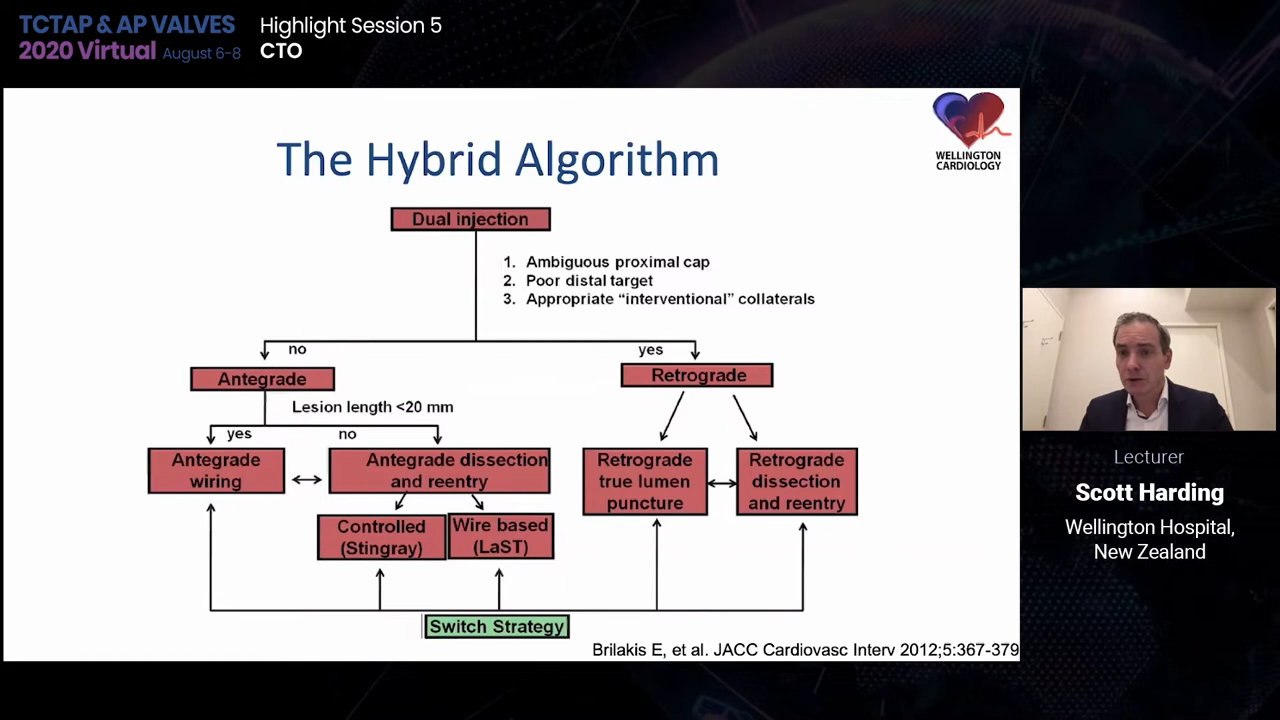 TCTAP & AP VALVES
2020 Virtual August 6-8
Highlight Session 5
CTO
WELLINGTON
CARDIOLOGY
The Hybrid Algorithm
Dual injection
1. Ambiguous proximal cap
2. Poor distal target
3. Appropriate “interventional” collaterals
no
yes
Antegrade
Retrograde
Lesion length <20 mm
yes
no
Antegrade
wiring
Antegrade dissection
and reentry
Retrograde
true lumen
puncture
Retrograde
dissection
and reentry
Controlled
(Stingray)
Wire based
(LaST)
Switch Strategy
Brilakis E, et al. JACC Cardiovasc Interv 2012;5:367-379
Lecturer
Scott Harding
Wellington Hospital,
New Zealand